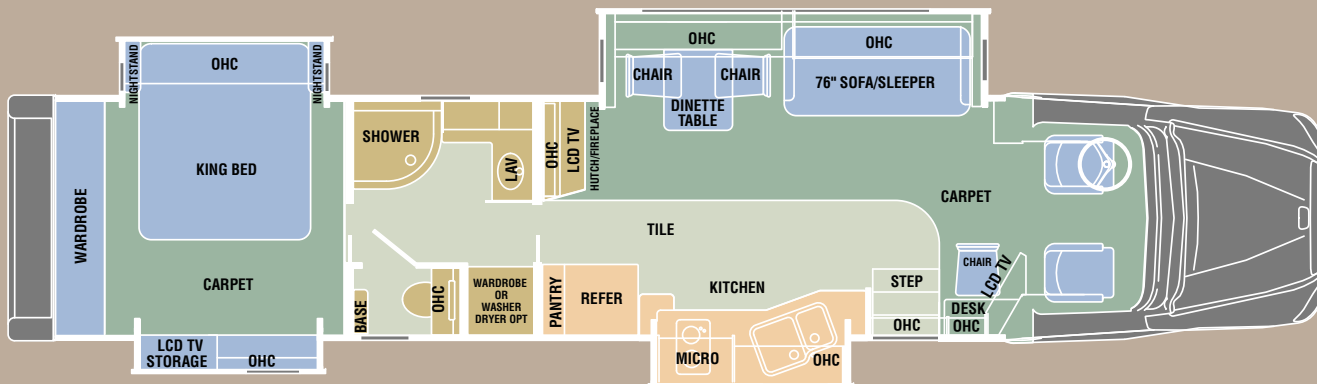 NIGHTSTAND
OHC
NIGHTSTAND
KING BED
WARDROBE
CARPET
LCD TV
STORAGE
OHC
SHOWER
LAV
BASE
OHC
WARDROBE
OR
WASHER
DRYER OPT
OHC
LCD TV
HUTCH/FIREPLACE
OHC
CHAIR
CHAIR
DINETTE
TABLE
OHC
76" SOFA/SLEEPER
CARPET
TILE
PANTRY
REFER
KITCHEN
MICRO
OHC
STEP
OHC
CHAIR
LCD TV
DESK
OHC